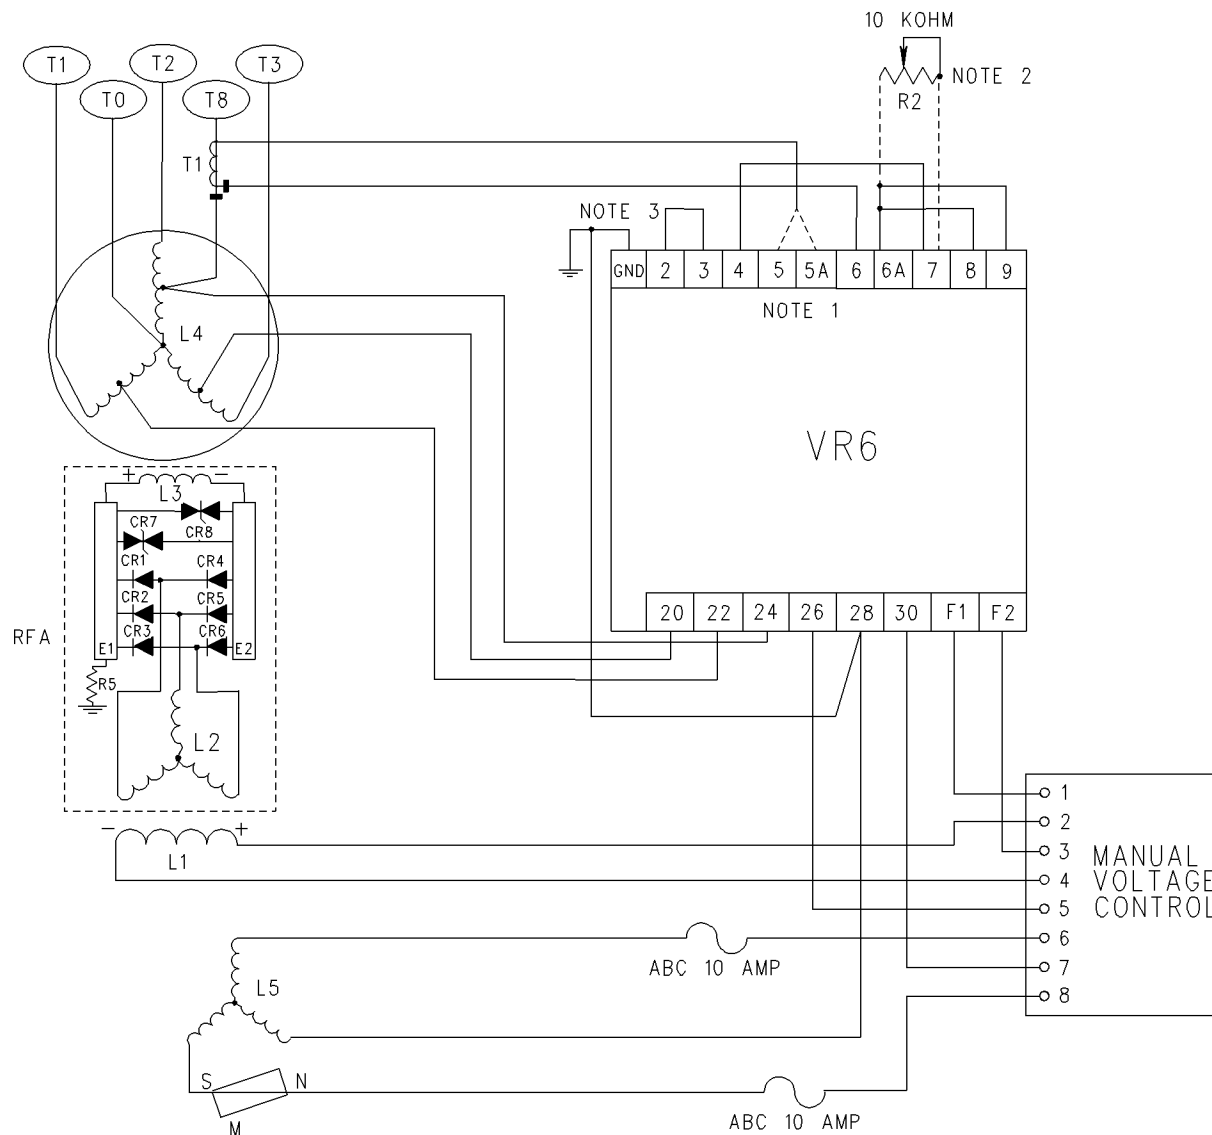 10 KOHM
T1
T2
T3
T0
T8
NOTE 2
R2
T1
NOTE 3
GND 2 3 4 5 5A 6 6A 7 8 9
NOTE 1
L4
VR6
+ −
L3
CR7
CR8
CR1 CR4
CR2 CR5
CR3 CR6
RFA
E1 E2
R5
L2
20 22 24 26 28 30 F1 F2
− +
L1
1
2
3
4
5
6
7
8
MANUAL
VOLTAGE
CONTROL
ABC 10 AMP
L5
S N
M
ABC 10 AMP